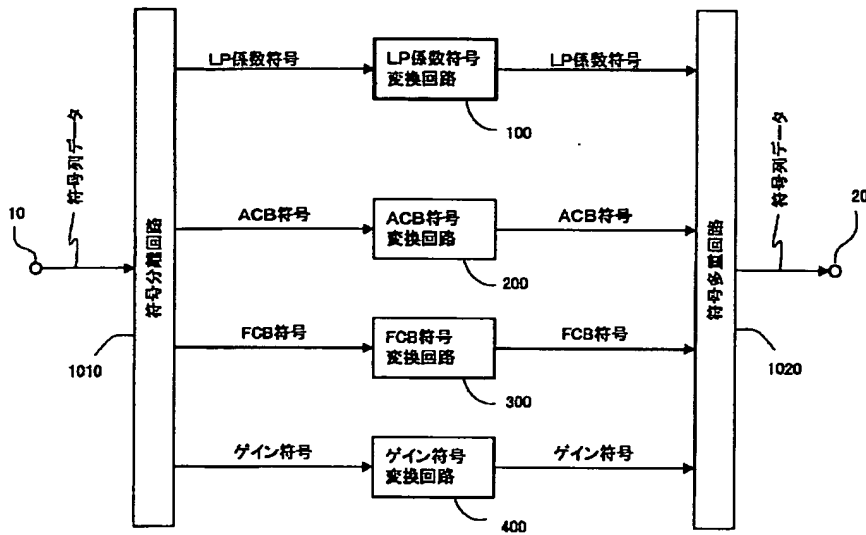 LP係数符号
LP係数符号
変換回路
LP係数符号
100
符号列データ
10
符号分離回路
1010
ACB符号
ACB符号
変換回路
ACB符号
200
FCB符号
FCB符号
変換回路
FCB符号
300
ゲイン符号
ゲイン符号
変換回路
ゲイン符号
400
符号多重回路
1020
符号列データ
20